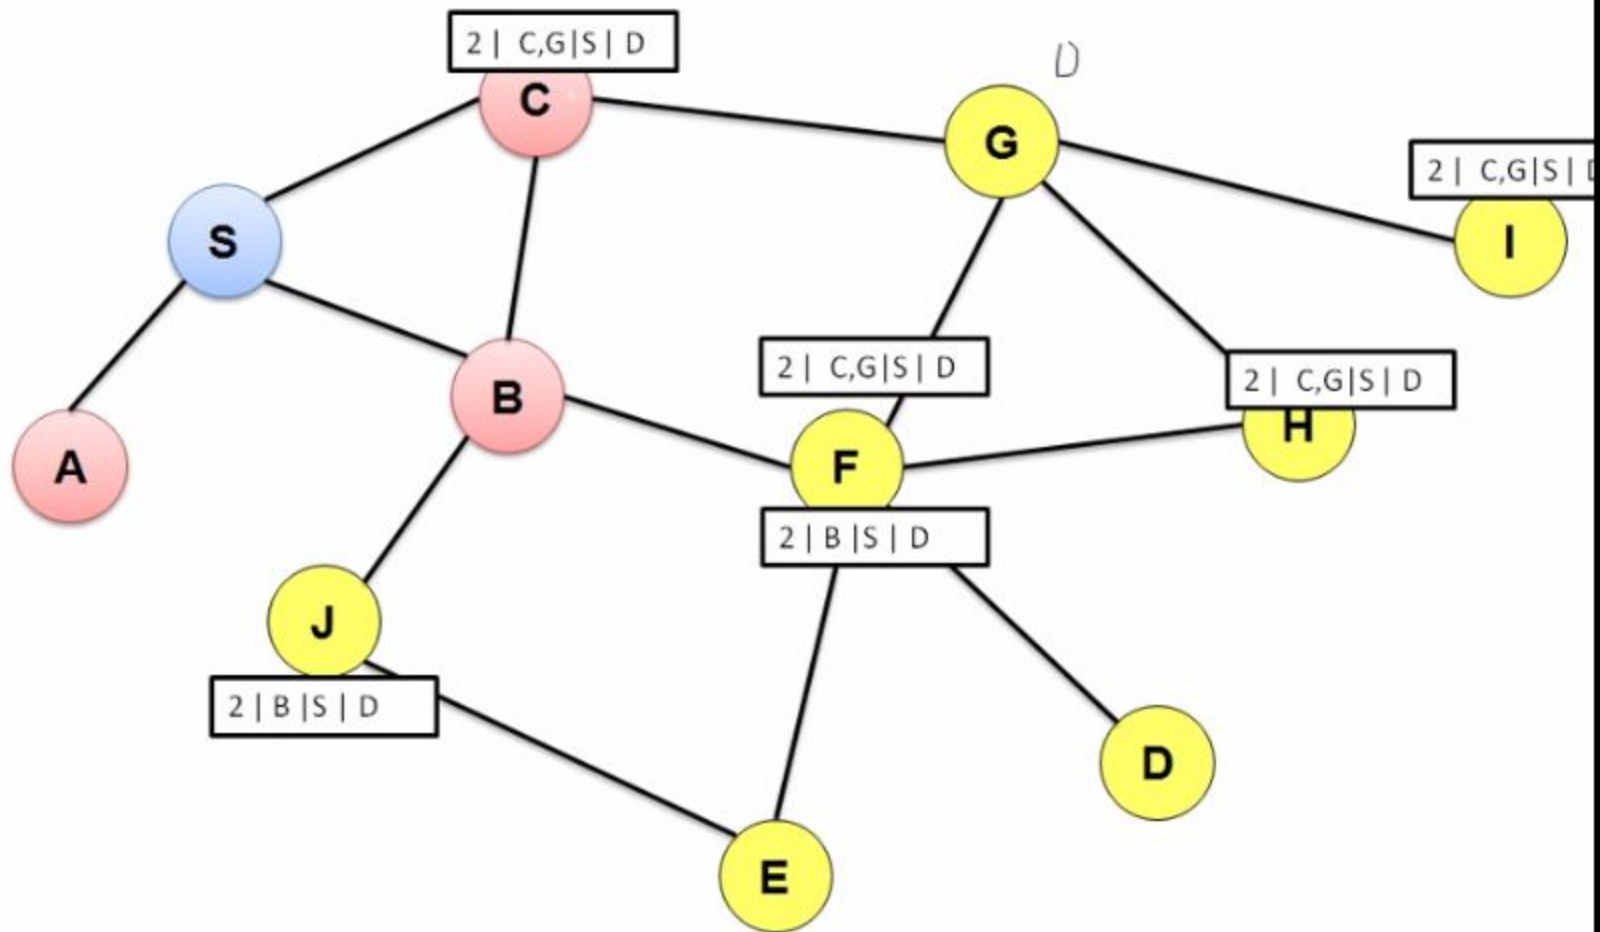 2 | C,G|S | D
C
D
G
2 | C,G|S |
S
I
2 | C,G|S | D
2 | C,G|S | D
B
H
A
F
2 | B |S | D
J
2 | B |S | D
D
E